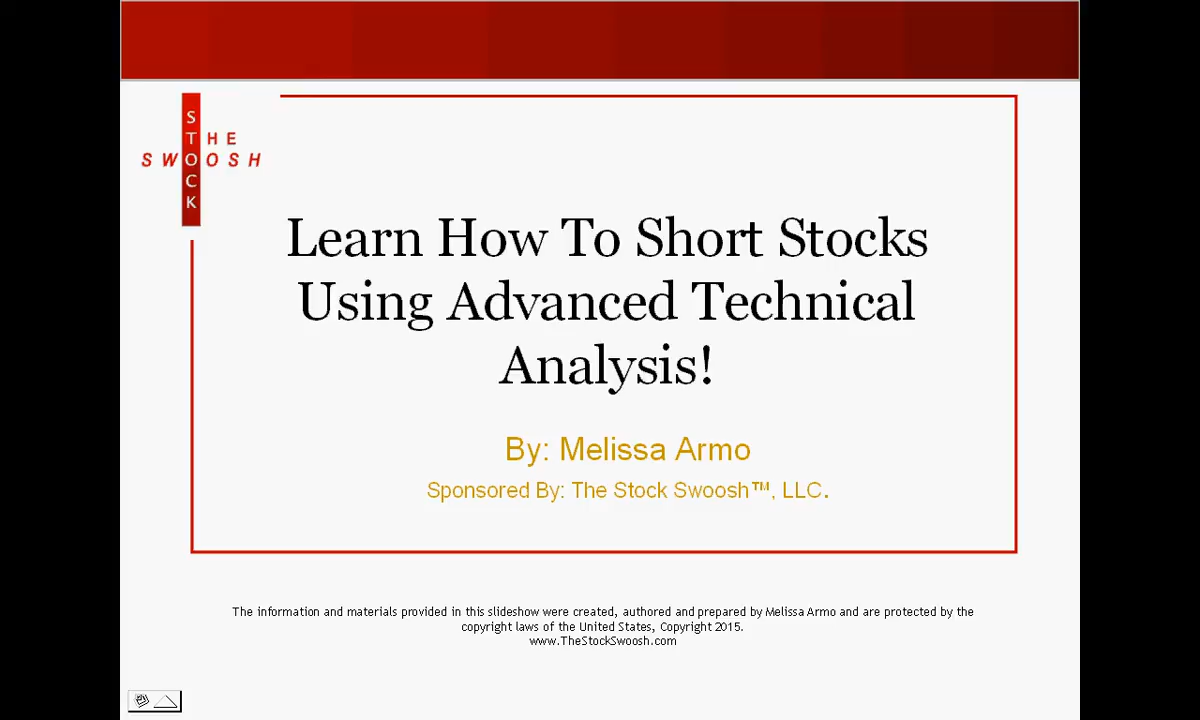 THE
STOCK
SWOOSH
Learn How To Short Stocks
Using Advanced Technical
Analysis!
By: Melissa Armo
Sponsored By: The Stock Swoosh™, LLC.
The information and materials provided in this slideshow were created, authored and prepared by Melissa Armo and are protected by the
copyright laws of the United States, Copyright 2015.
www.TheStockSwoosh.com